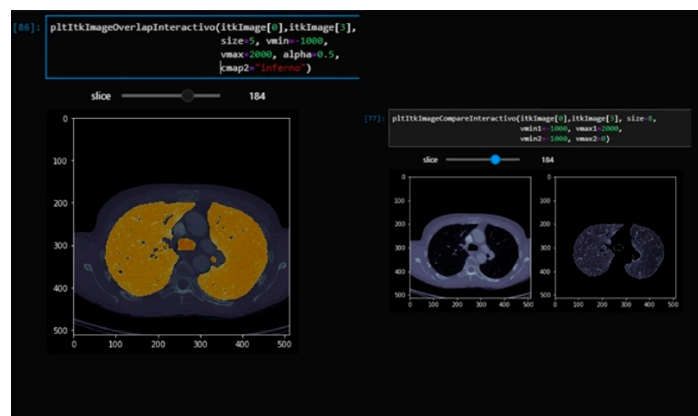 [86]: pltItkImageOverlapInteractivo(itkImage[0],itkImage[3],
size=5, vmin=-1000,
vmax=2000, alpha=0.5,
cmap2="inferno")
slice 184
0
100
200
300
400
500
0 100 200 300 400 500
[77]: pltItkImageCompareInteractivo(itkImage[0],itkImage[3], size=8,
vmin1=-1000, vmax1=2000,
vmin2=-1000, vmax2=0)
slice 184
0
100
200
300
400
500
0 100 200 300 400 500
0
100
200
300
400
500
0 100 200 300 400 500